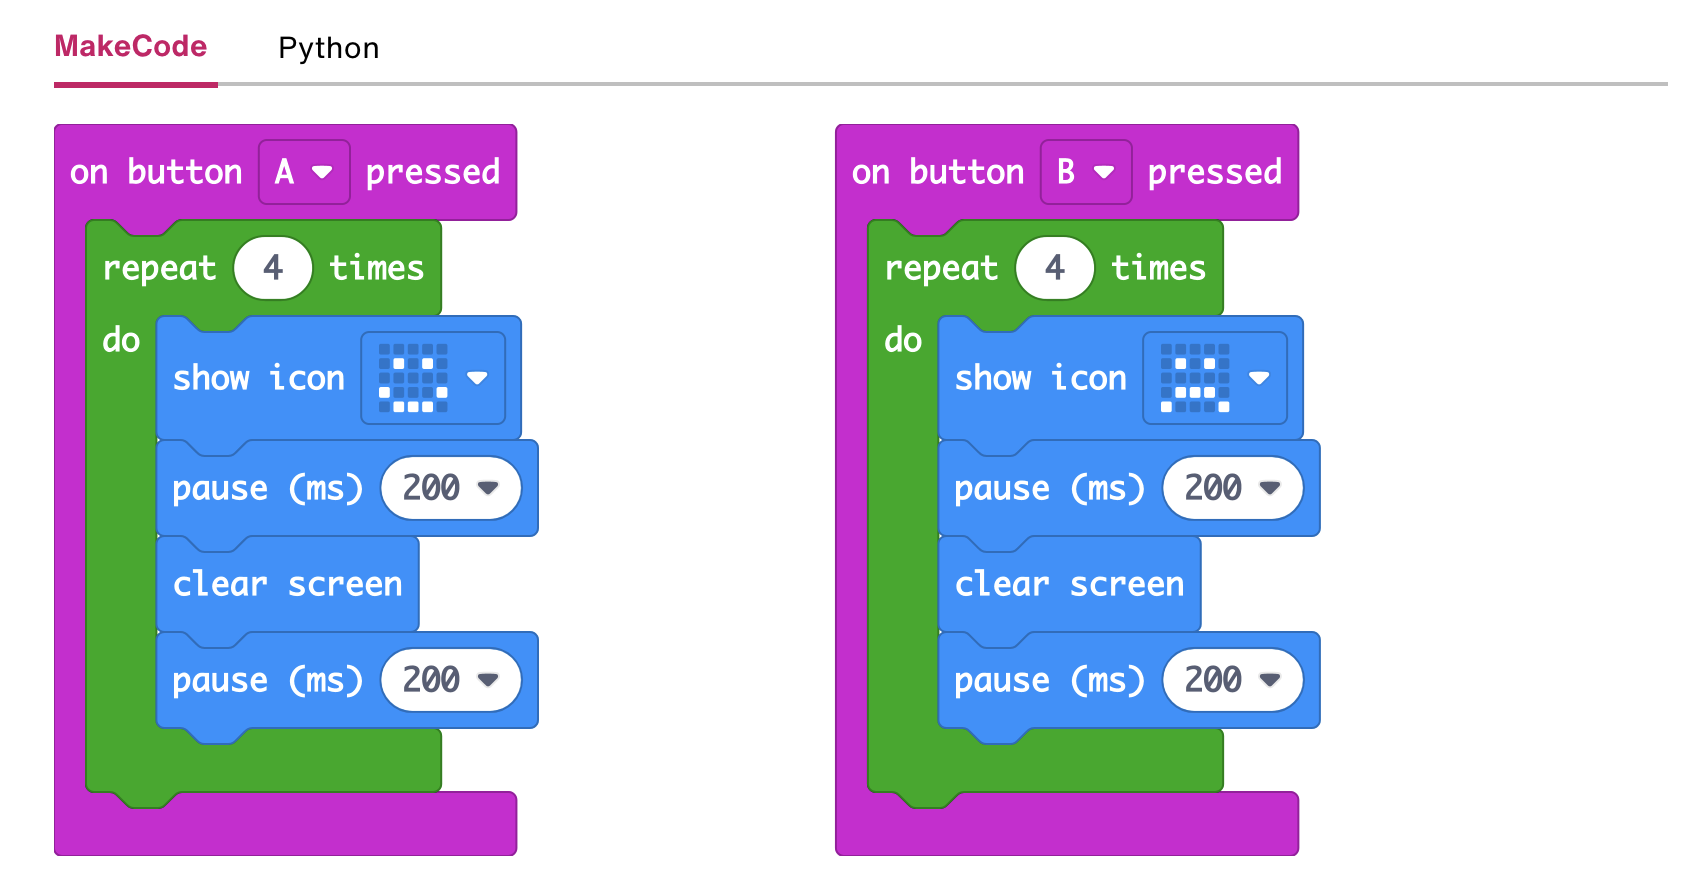 MakeCode Python
on button A pressed
repeat 4 times
do
show icon
pause (ms) 200
clear screen
pause (ms) 200
on button B pressed
repeat 4 times
do
show icon
pause (ms) 200
clear screen
pause (ms) 200